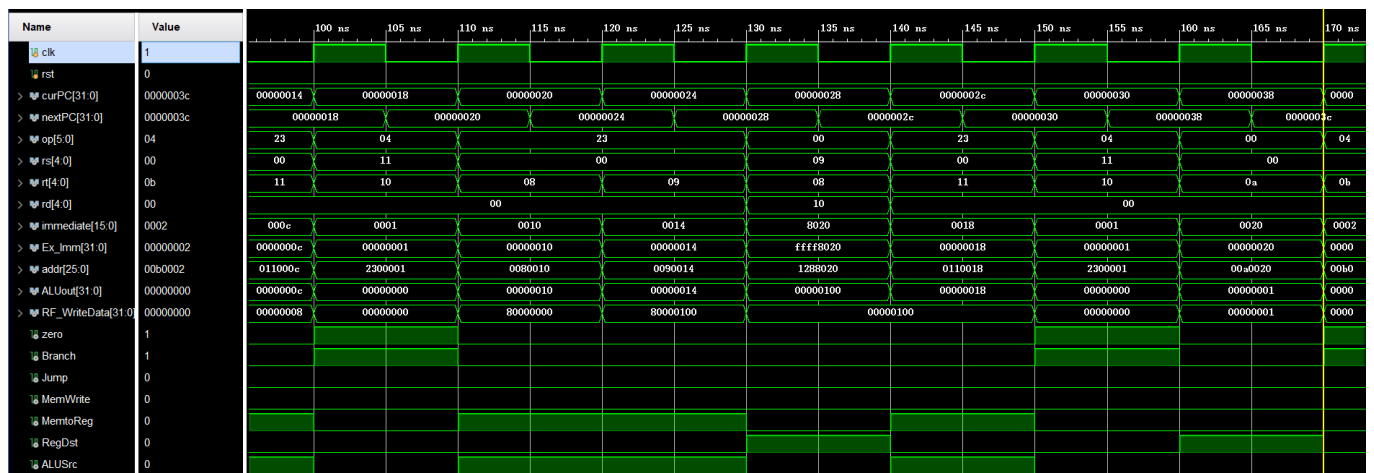 Name Value 100 ns 105 ns 110 ns 115 ns 120 ns 125 ns 130 ns 135 ns 140 ns 145 ns 150 ns 155 ns 160 ns 165 ns 170 ns
clk 1
rst 0
curPC[31:0] 0000003c 00000014 00000018 00000020 00000024 00000028 0000002c 00000030 00000038 0000
nextPC[31:0] 0000003c 00000018 00000020 00000024 00000028 0000002c 00000030 00000038 0000003c
op[5:0] 04 23 04 23 00 23 04 00 04
rs[4:0] 00 00 11 00 09 00 11 00
rt[4:0] 0b 11 10 08 09 08 11 10 0a 0b
rd[4:0] 00 00 10 00
immediate[15:0] 0002 000c 0001 0010 0014 8020 0018 0001 0020 0002
Ex_Imm[31:0] 00000002 0000000c 00000001 00000010 00000014 ffff8020 00000018 00000001 00000020 0000
addr[25:0] 00b0002 011000c 2300001 0080010 0090014 1288020 0110018 2300001 00a0020 00b0
ALUout[31:0] 00000000 0000000c 00000000 00000010 00000014 00000100 00000018 00000000 00000001 0000
RF_WriteData[31:0] 00000000 00000008 00000000 80000000 80000100 00000100 00000000 00000001 0000
zero 1
Branch 1
Jump 0
MemWrite 0
MemtoReg 0
RegDst 0
ALUSrc 0